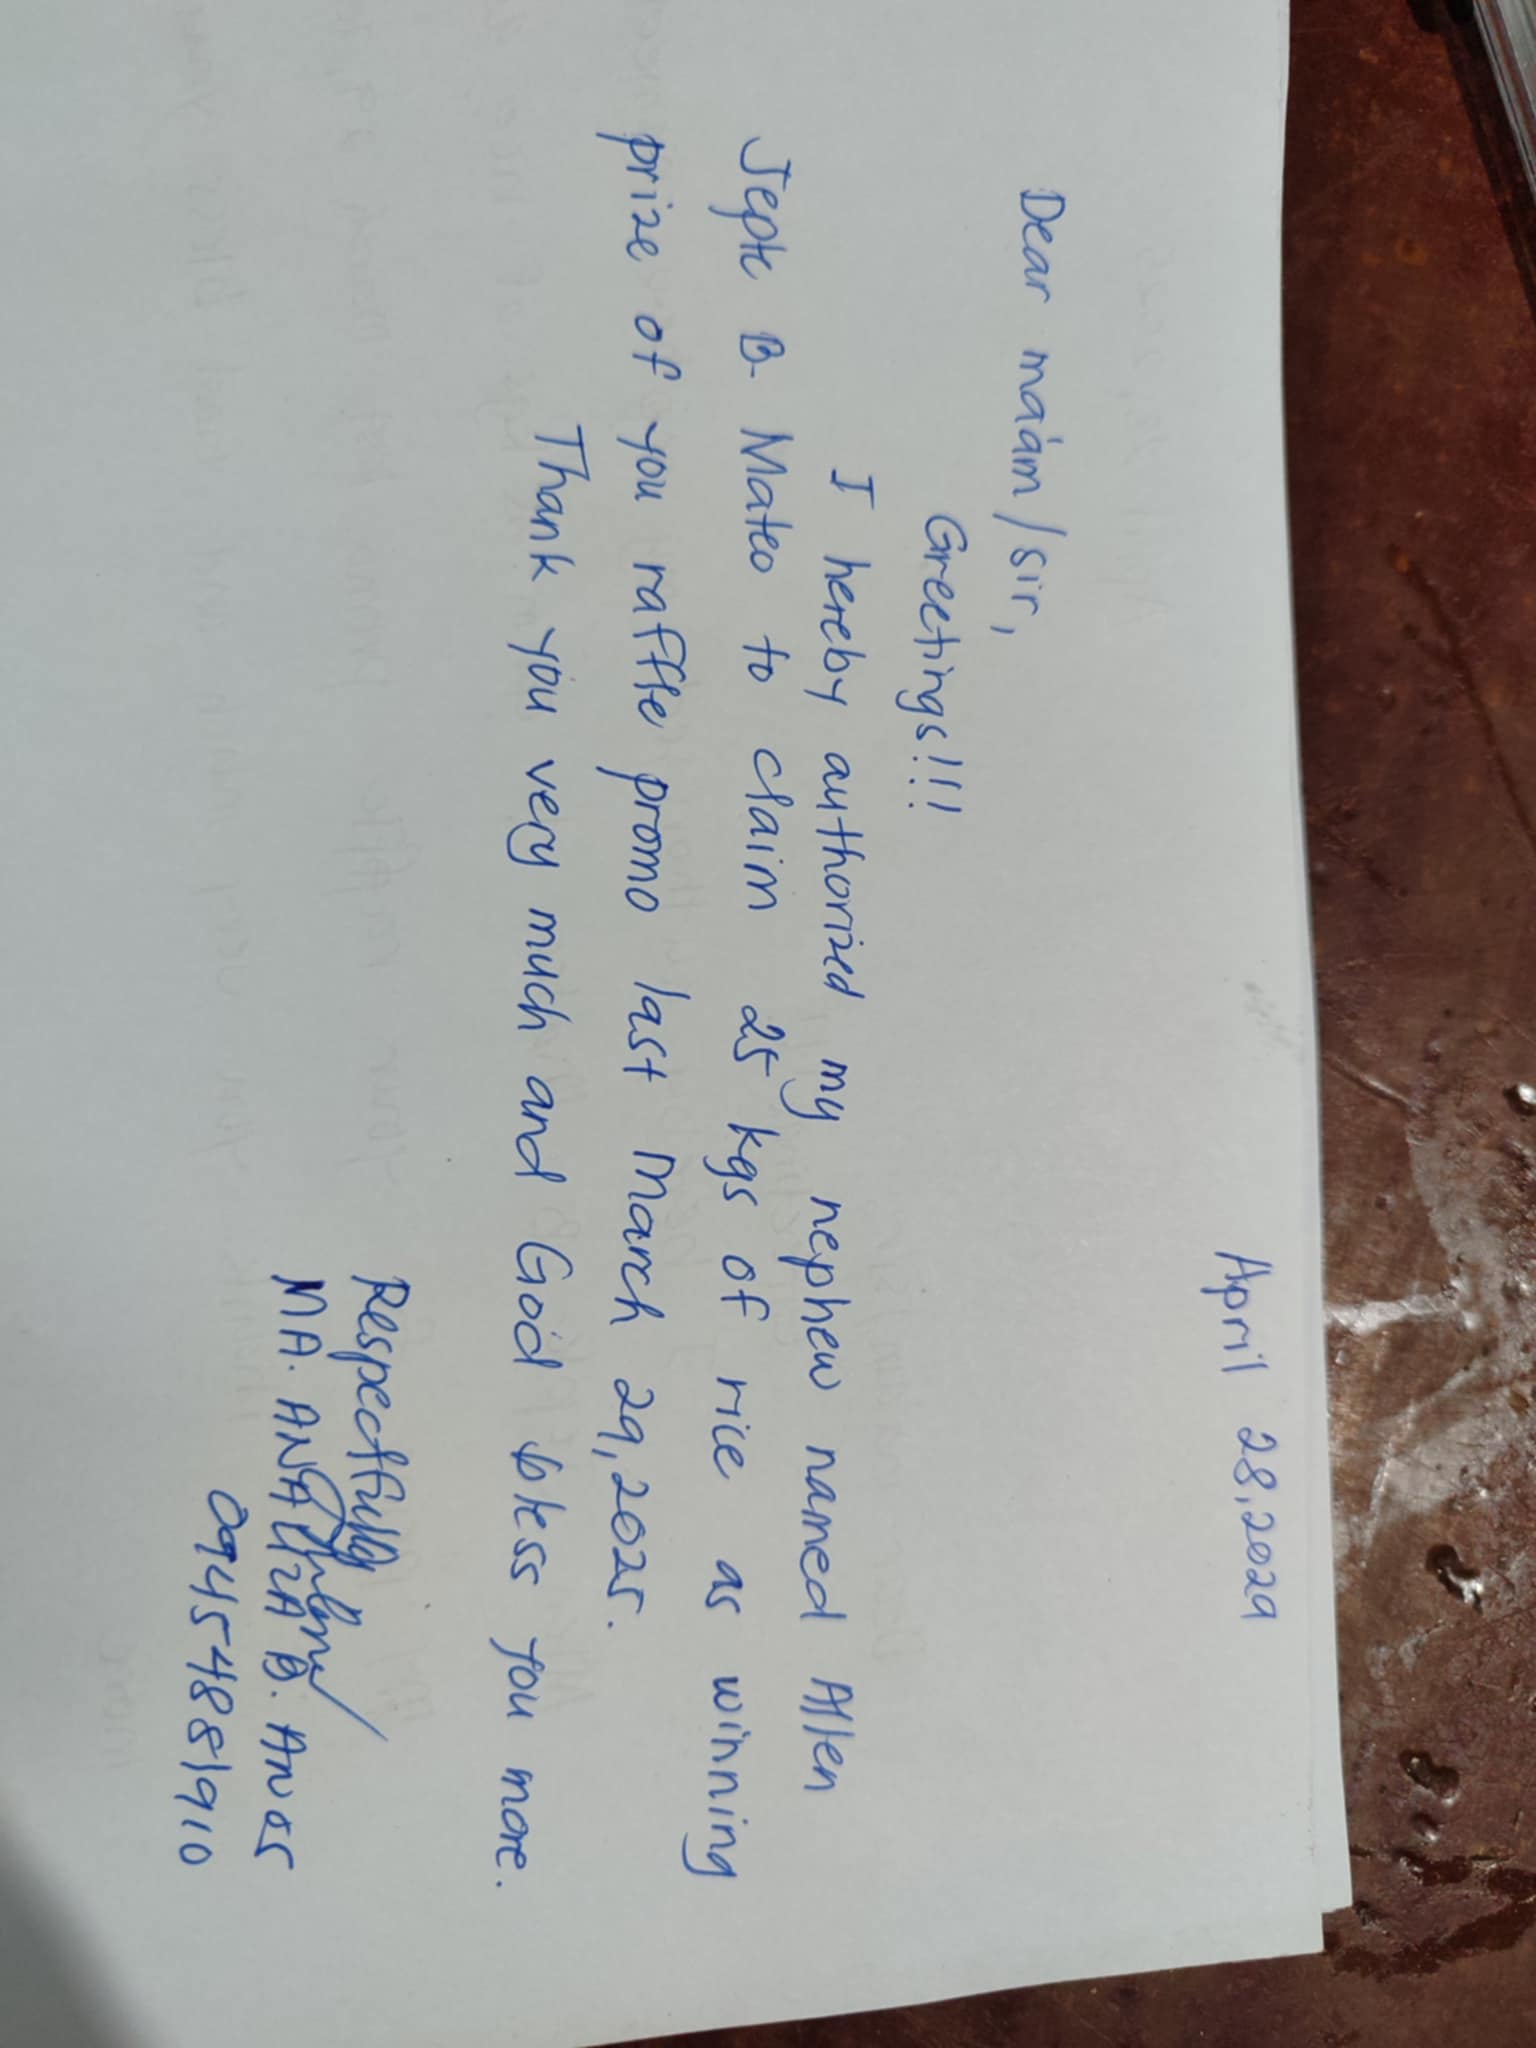 April 28,2029
Dear ma'am/sir,
Greetings!!!
I hereby authorized my nephew named Allen
Jepte B. Mateo to claim 25 kgs of rice as winning
prize of you raffle promo last March 29,2025.
Thank you very much and God bless you more.
Respectfully
MA. ANALIZA B. ANOS
09454881910